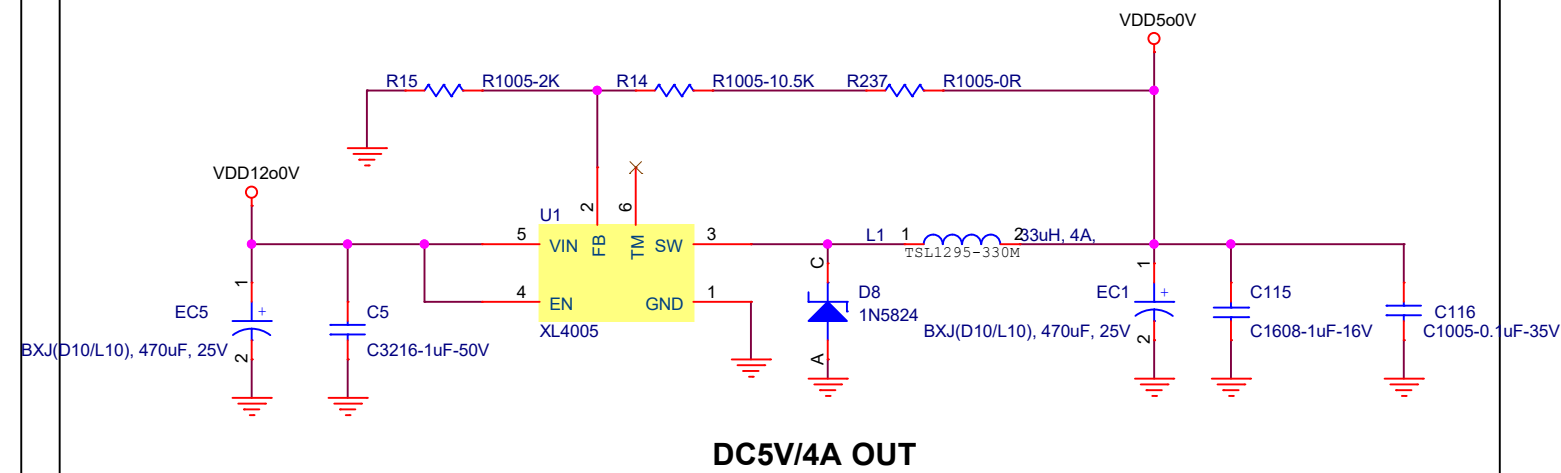 VDD5o0V
R15 R1005-2K R14 R1005-10.5K R237 R1005-0R
VDD12o0V
U1
2 6
5 VIN FB TM SW 3 L1 1 2 33uH, 4A,
TSL1295-330M
4 EN GND 1
XL4005
C D8
1N5824
A
1
EC5 +
BXJ(D10/L10), 470uF, 25V
2
C5
C3216-1uF-50V
1
EC1 +
BXJ(D10/L10), 470uF, 25V
2
C115
C1608-1uF-16V
C116
C1005-0.1uF-35V
DC5V/4A OUT